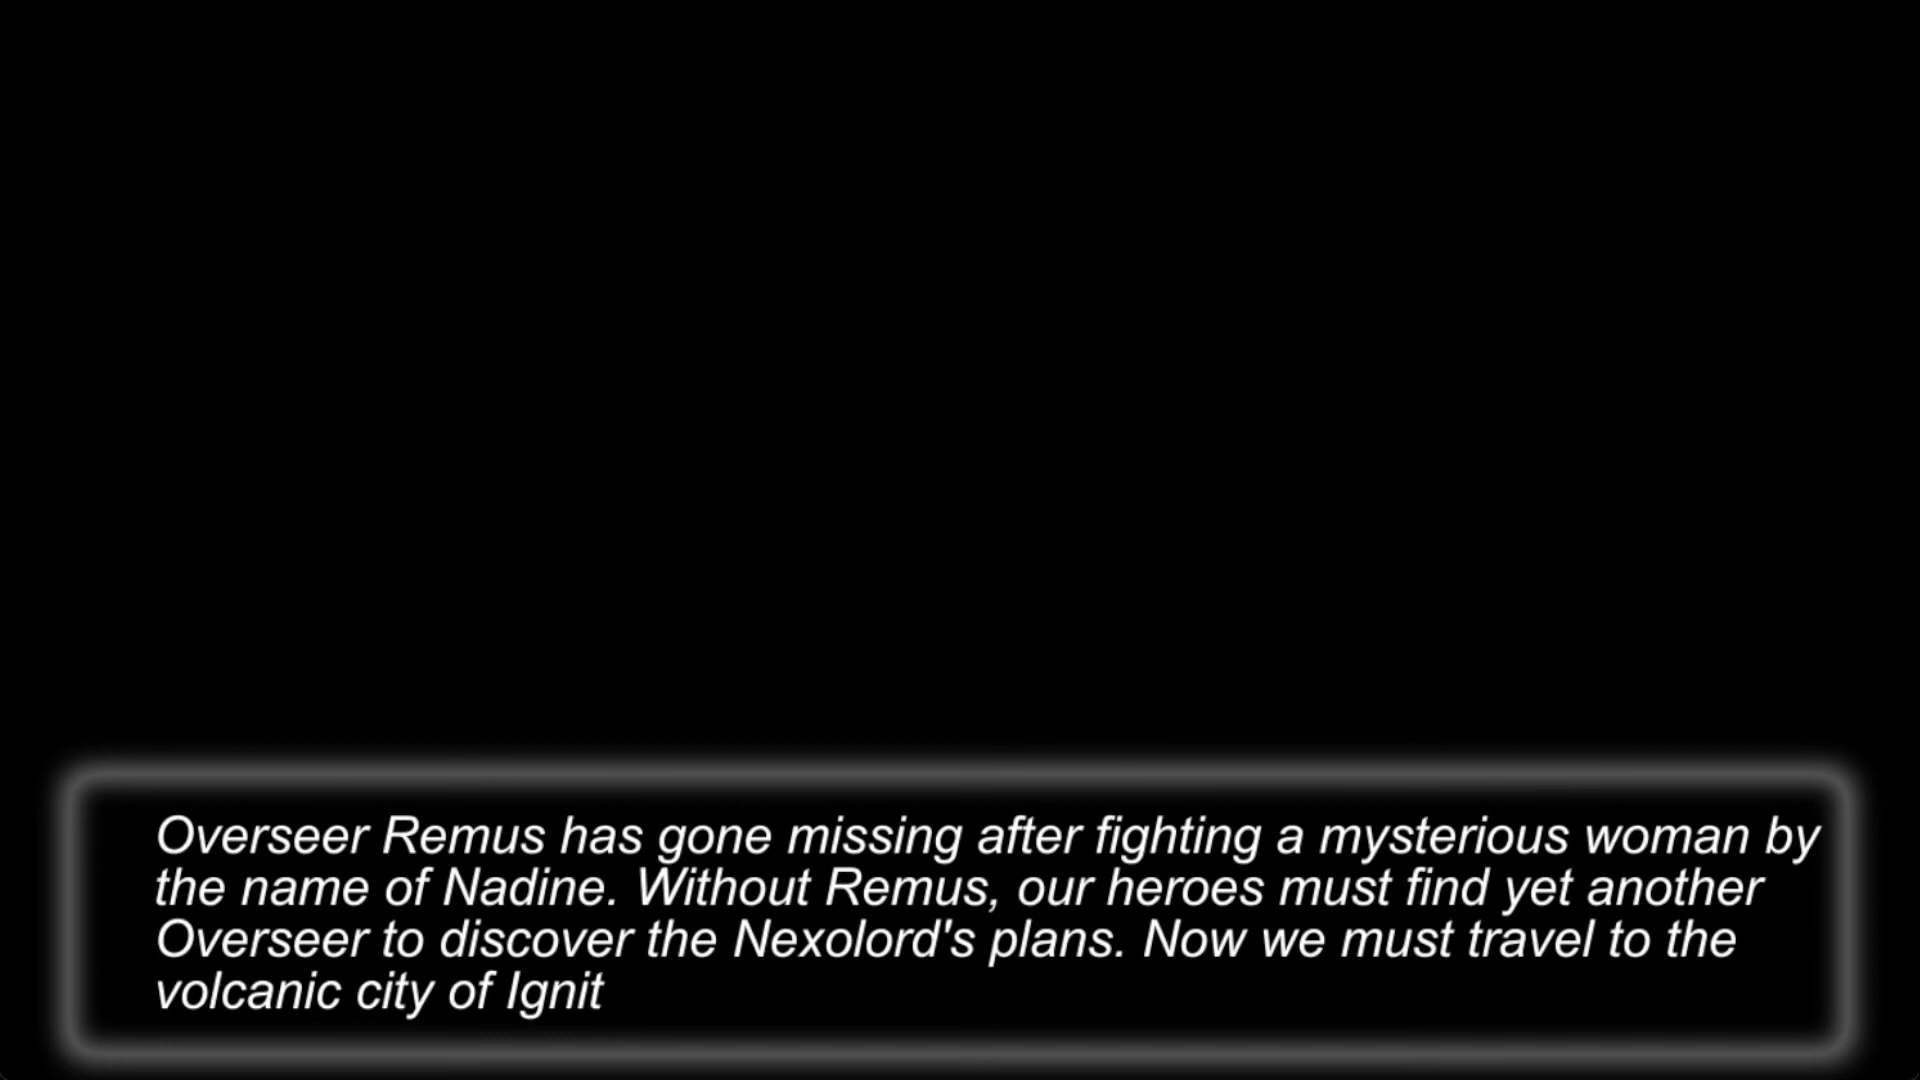 Overseer Remus has gone missing after fighting a mysterious woman by
the name of Nadine. Without Remus, our heroes must find yet another
Overseer to discover the Nexolord's plans. Now we must travel to the
volcanic city of Ignit